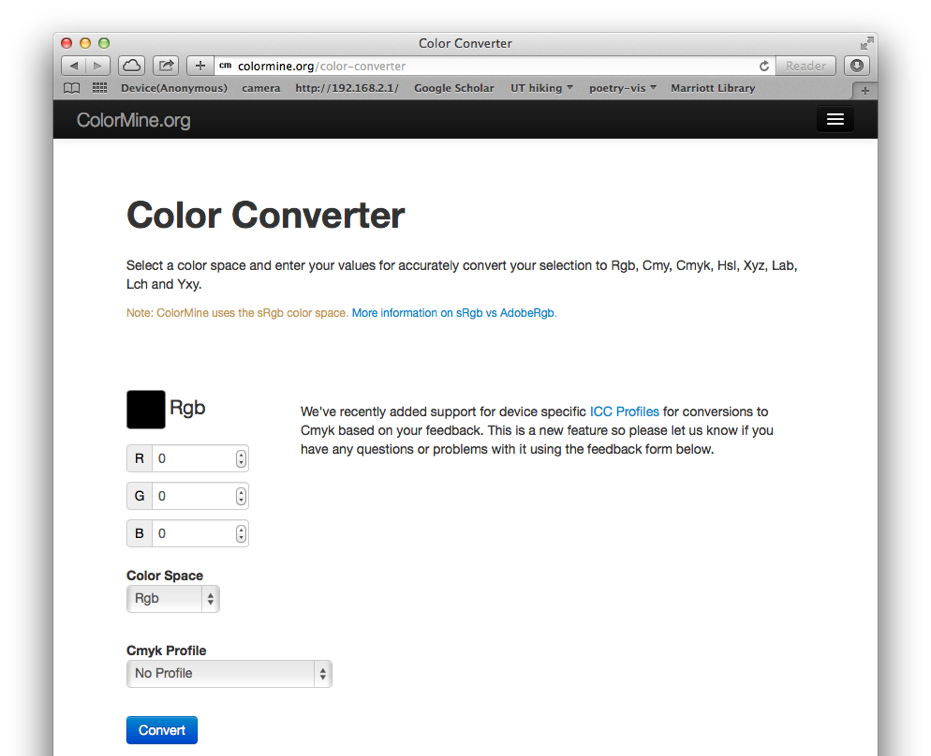 Color Converter
cm colormine.org/color-converter Reader
Device(Anonymous) camera http://192.168.2.1/ Google Scholar UT hiking poetry-vis Marriott Library
ColorMine.org
Color Converter
Select a color space and enter your values for accurately convert your selection to Rgb, Cmy, Cmyk, Hsl, Xyz, Lab,
Lch and Yxy.
Note: ColorMine uses the sRgb color space. More information on sRgb vs AdobeRgb.
Rgb
We've recently added support for device specific ICC Profiles for conversions to
Cmyk based on your feedback. This is a new feature so please let us know if you
have any questions or problems with it using the feedback form below.
R 0
G 0
B 0
Color Space
Rgb
Cmyk Profile
No Profile
Convert